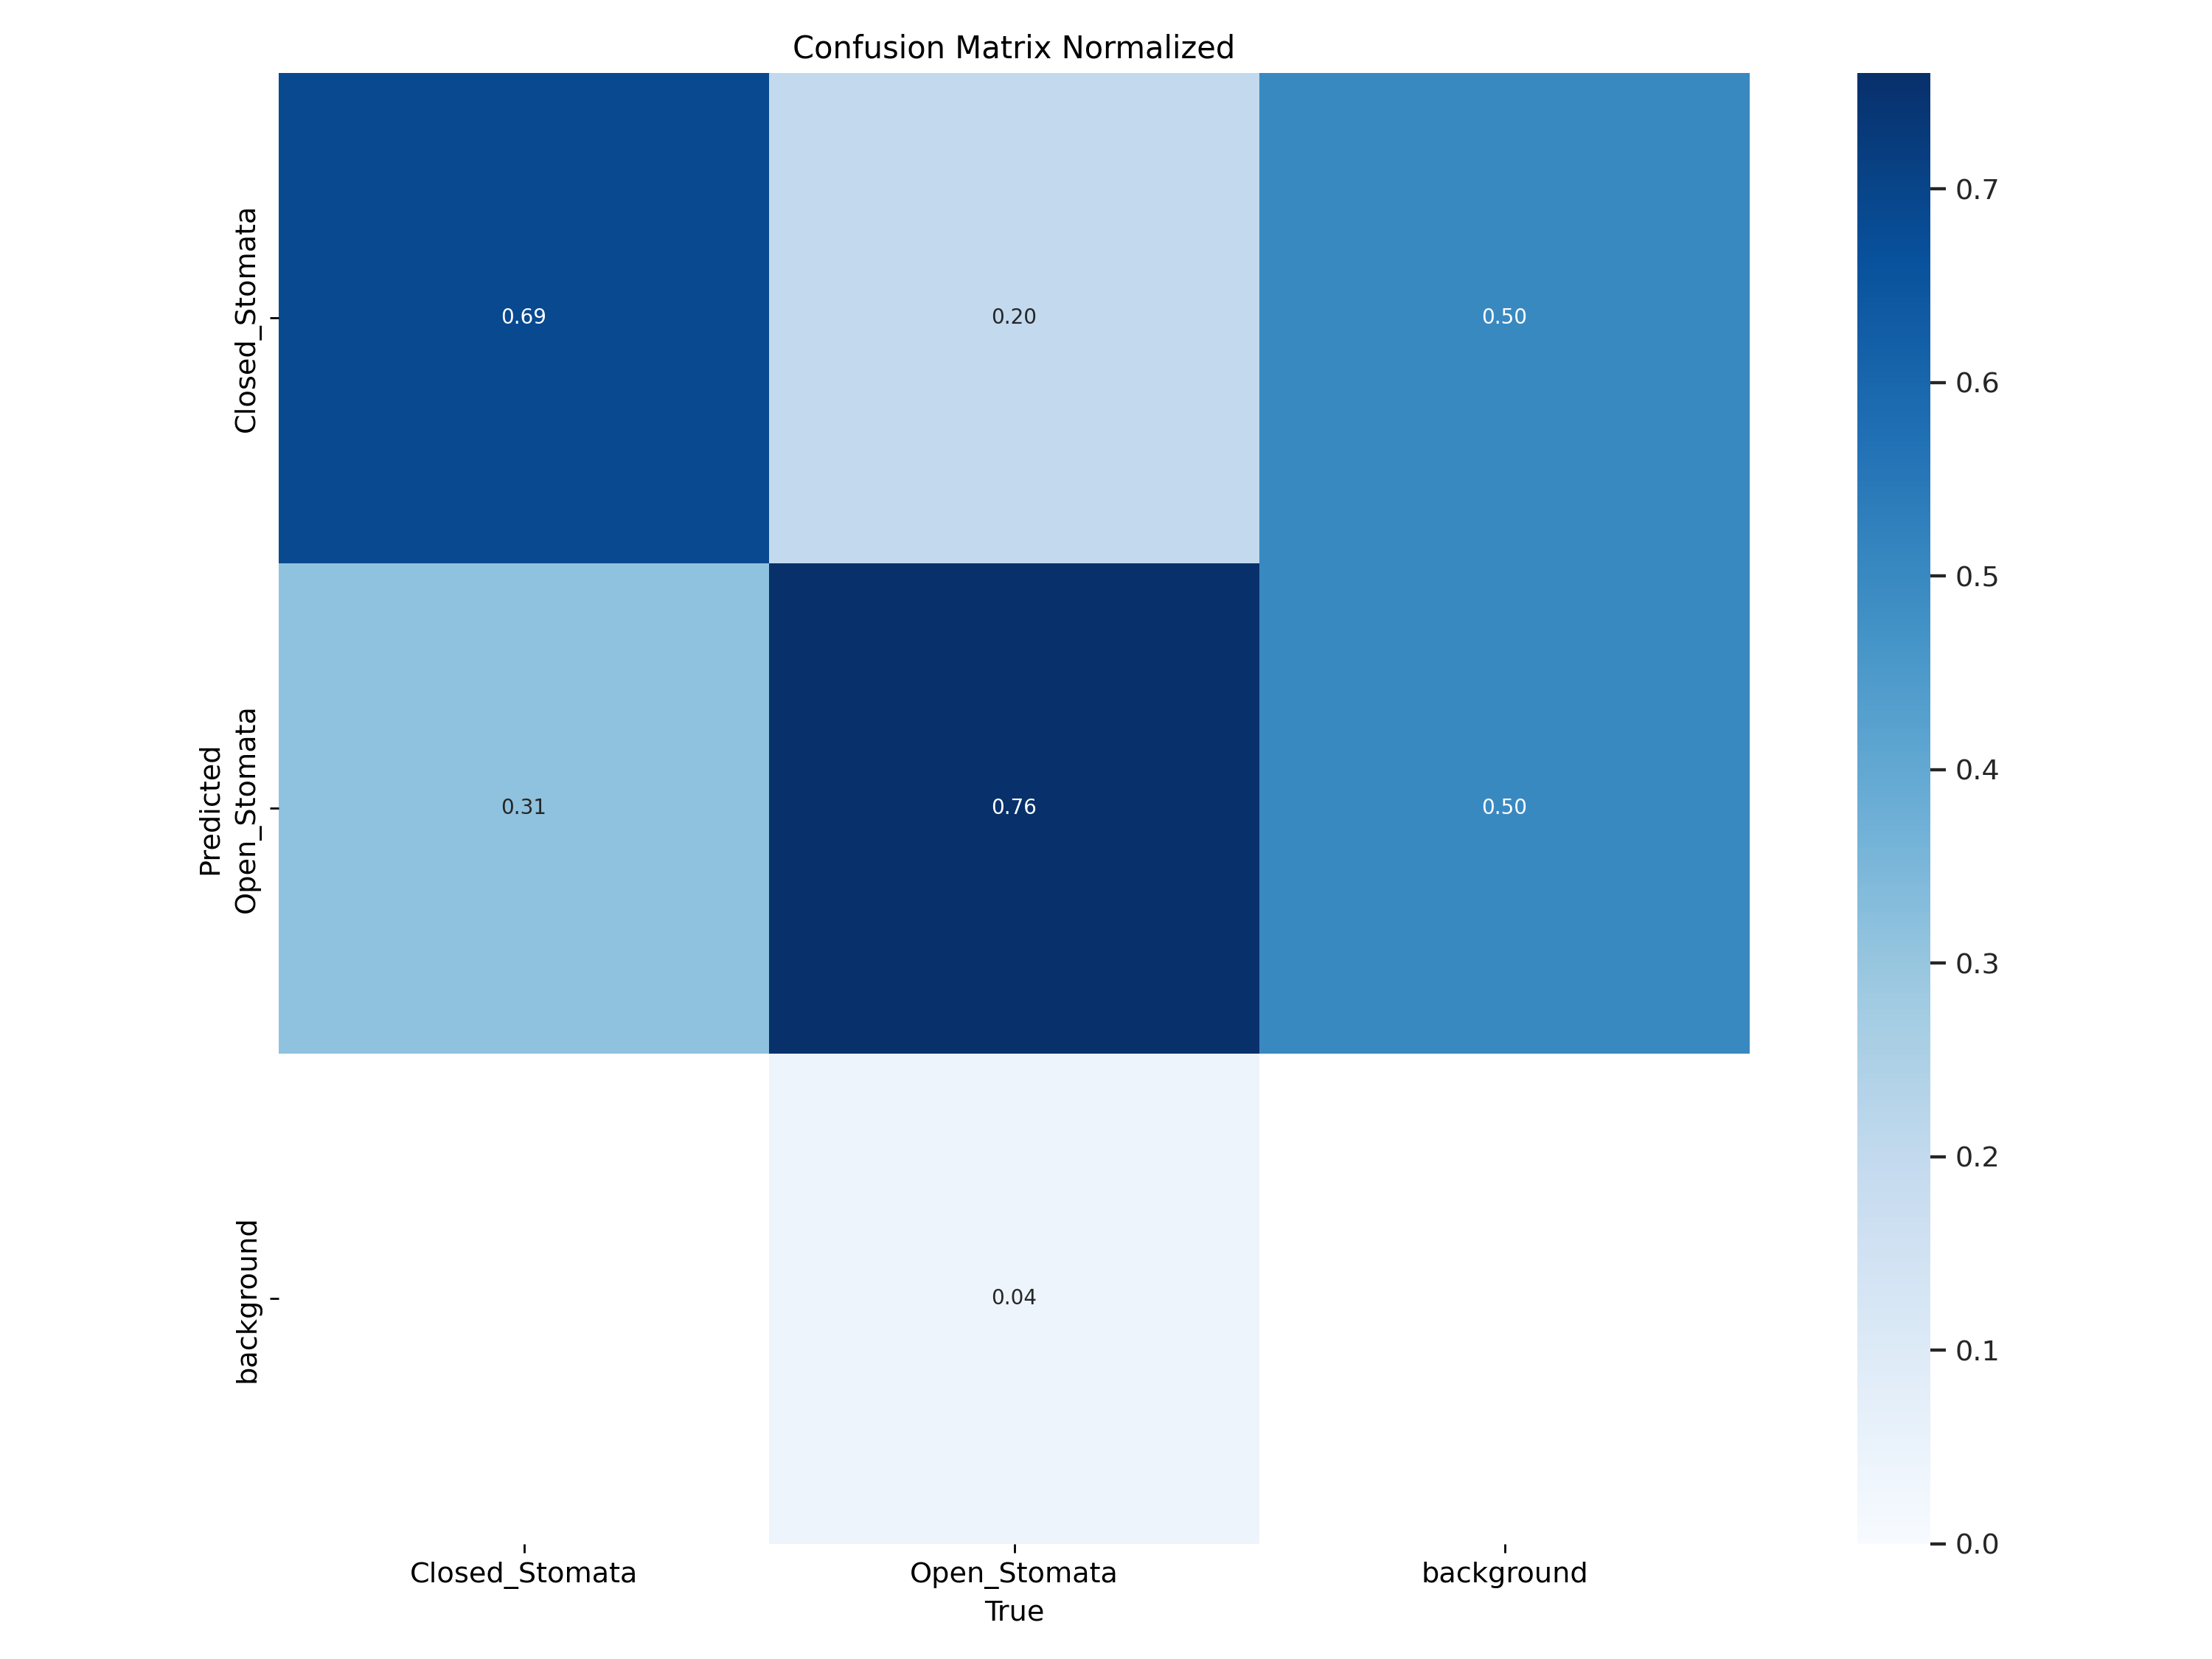 Confusion Matrix Normalized
Closed_Stomata
0.69
0.20
0.50
Predicted
Open_Stomata
0.31
0.76
0.50
background
0.04
Closed_Stomata
Open_Stomata
background
True
0.7
0.6
0.5
0.4
0.3
0.2
0.1
0.0